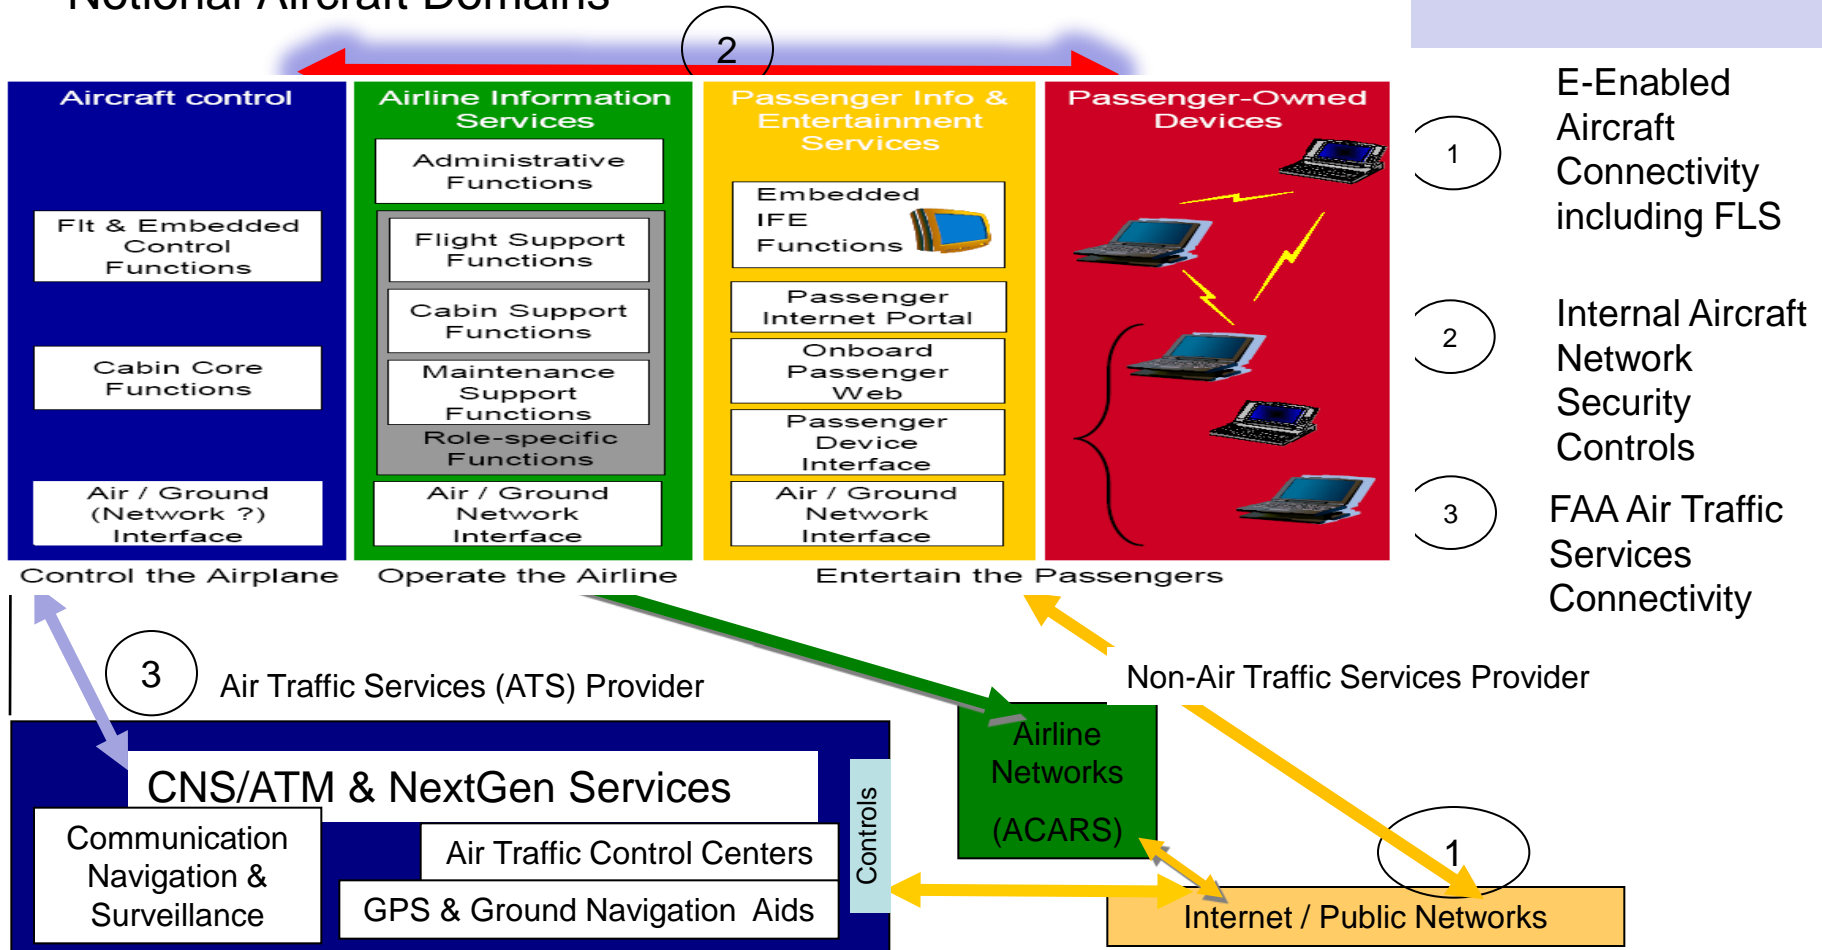 Notional Aircraft Domains
2
Aircraft control
Flt & Embedded
Control
Functions
Cabin Core
Functions
Air / Ground
(Network ?)
Interface
Control the Airplane
Airline Information
Services
Administrative
Functions
Flight Support
Functions
Cabin Support
Functions
Maintenance
Support
Functions
Role-specific
Functions
Air / Ground
Network
Interface
Operate the Airline
Passenger Info &
Entertainment
Services
Embedded
IFE
Functions
Passenger
Internet Portal
Onboard
Passenger
Web
Passenger
Device
Interface
Air / Ground
Network
Interface
Passenger-Owned
Devices
Entertain the Passengers
1
E-Enabled
Aircraft
Connectivity
including FLS
2
Internal Aircraft
Network
Security
Controls
3
FAA Air Traffic
Services
Connectivity
3
Air Traffic Services (ATS) Provider
Non-Air Traffic Services Provider
CNS/ATM & NextGen Services
Communication
Navigation &
Surveillance
Air Traffic Control Centers
GPS & Ground Navigation Aids
Controls
Airline
Networks
(ACARS)
1
Internet / Public Networks